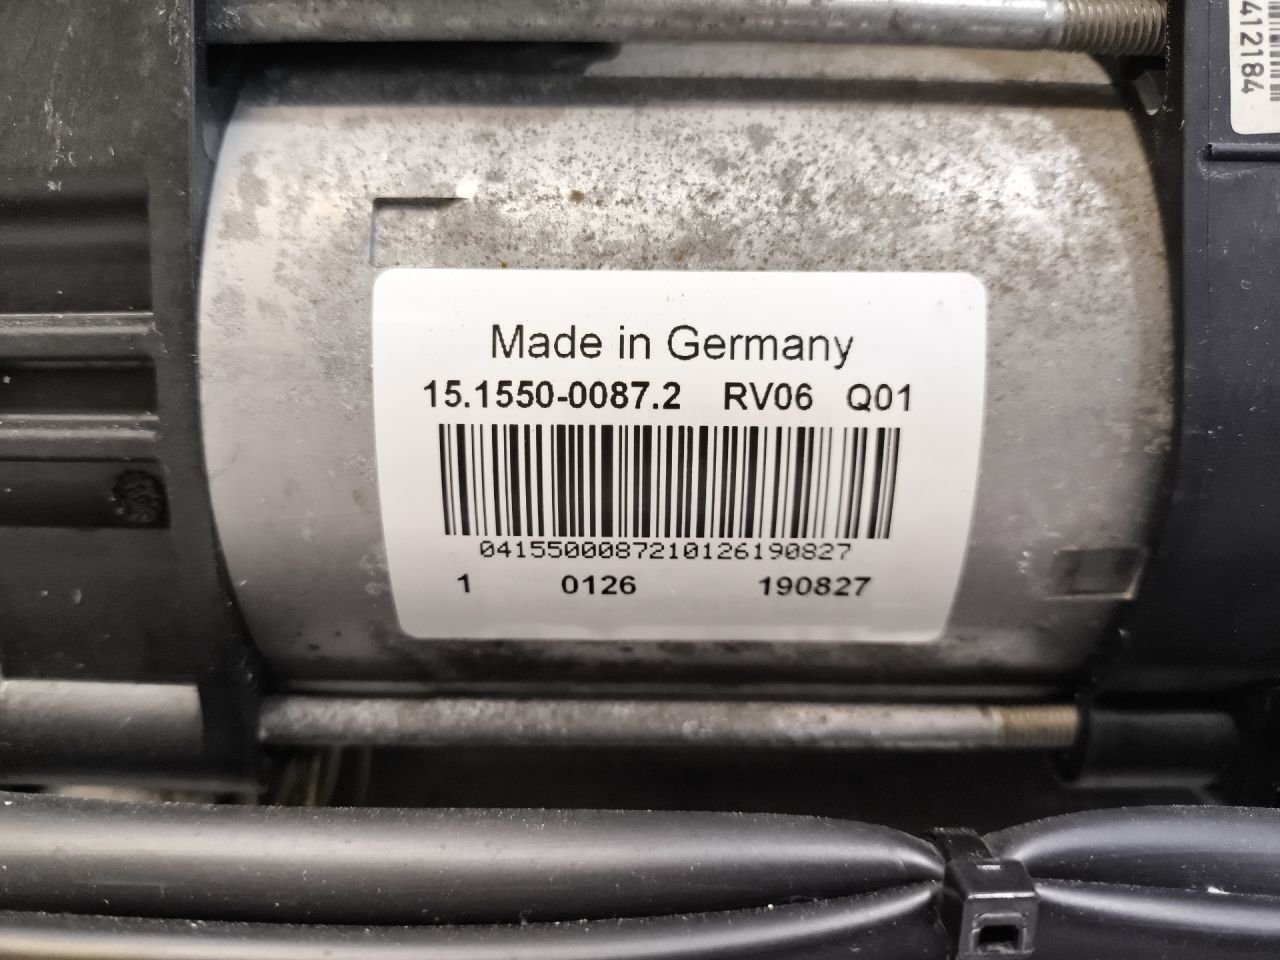 412184
Made in Germany
15.1550-0087.2 RV06 Q01
0415500087210126190827
1 0126 190827